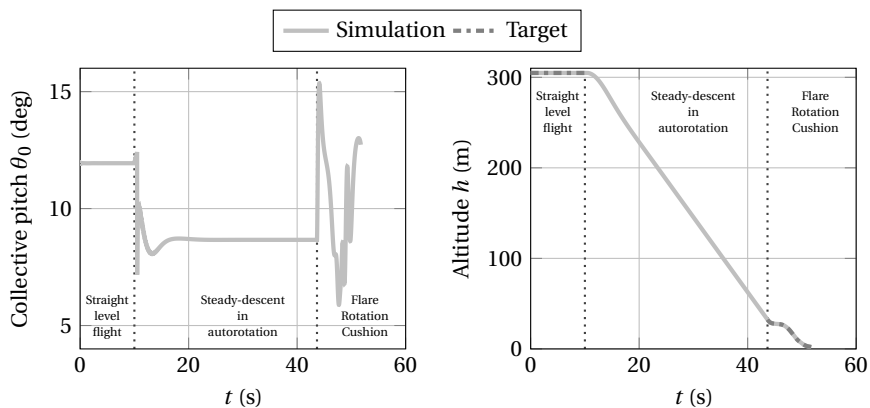 Simulation Target
Collective pitch θ0 (deg)
15
10
5
Straight
level
flight
Steady-descent
in
autorotation
Flare
Rotation
Cushion
0 20 40 60
t (s)
Altitude h (m)
300
200
100
0
Straight
level
flight
Steady-descent
in
autorotation
Flare
Rotation
Cushion
0 20 40 60
t (s)